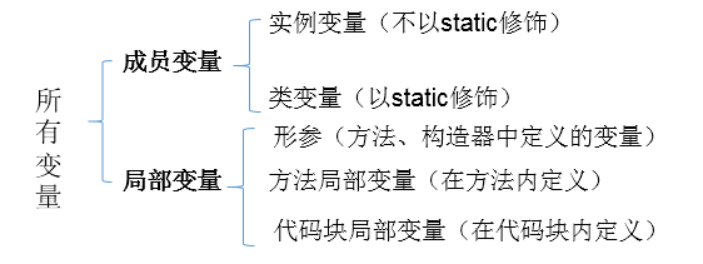 所有变量
成员变量
实例变量（不以static修饰）
类变量（以static修饰）
局部变量
形参（方法、构造器中定义的变量）
方法局部变量（在方法内定义）
代码块局部变量（在代码块内定义）